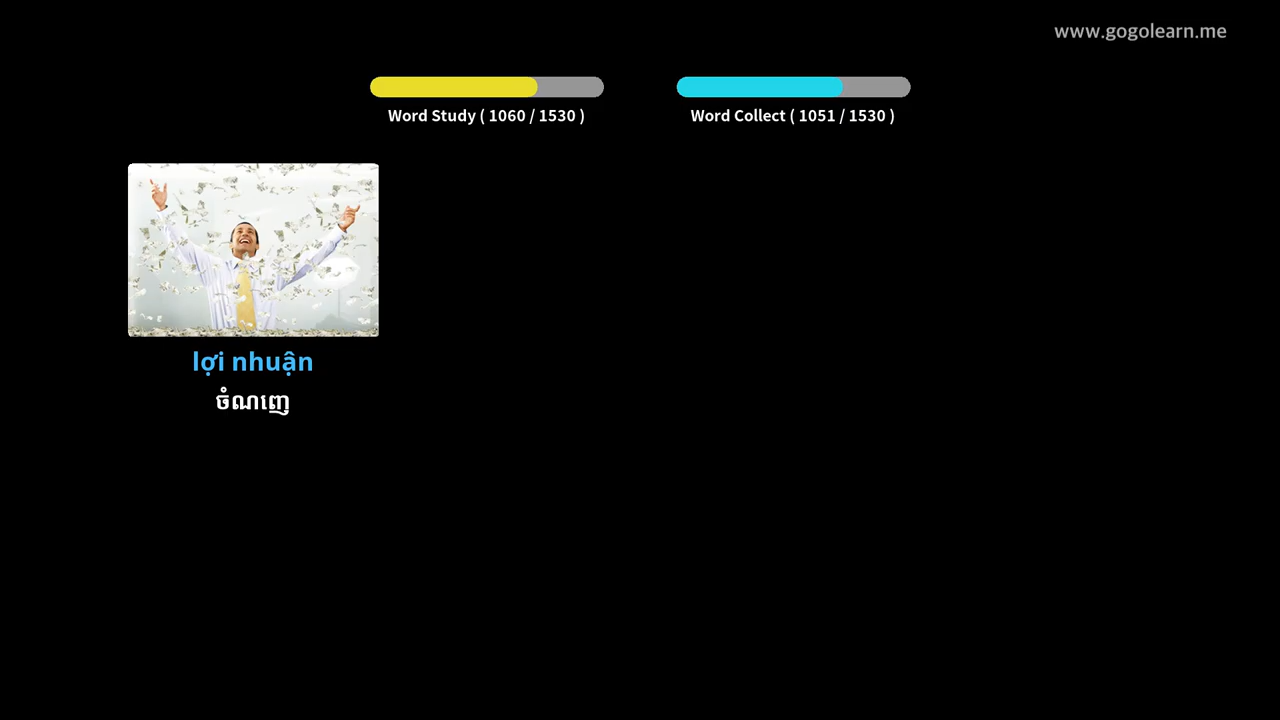 www.gogolearn.me
Word Study ( 1060 / 1530 )
Word Collect ( 1051 / 1530 )
lợi nhuận
ចំណញេ